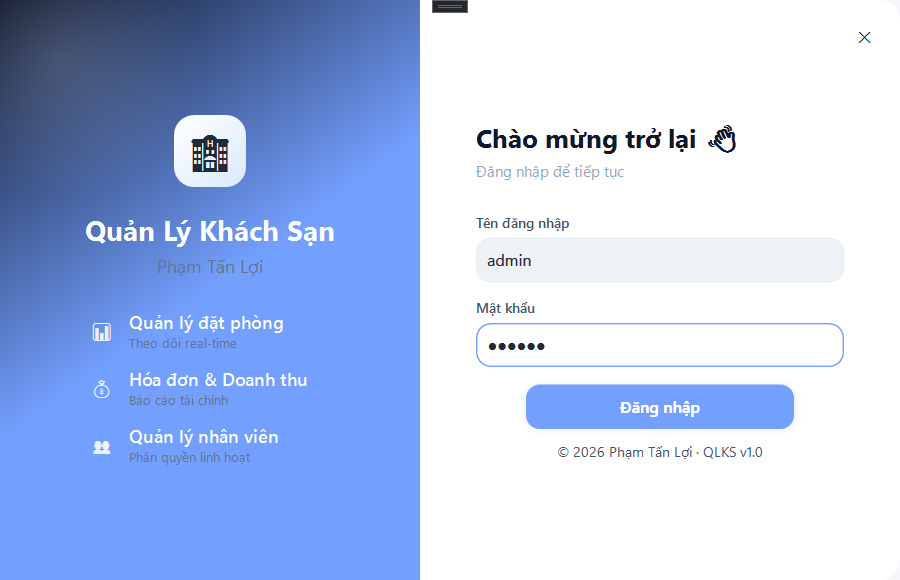 Quản Lý Khách Sạn
Phạm Tấn Lợi
Quản lý đặt phòng
Theo dõi real-time
Hóa đơn & Doanh thu
Báo cáo tài chính
Quản lý nhân viên
Phân quyền linh hoạt
Chào mừng trở lại
Đăng nhập để tiếp tục
Tên đăng nhập
admin
Mật khẩu
●●●●●●
Đăng nhập
© 2026 Phạm Tấn Lợi · QLKS v1.0